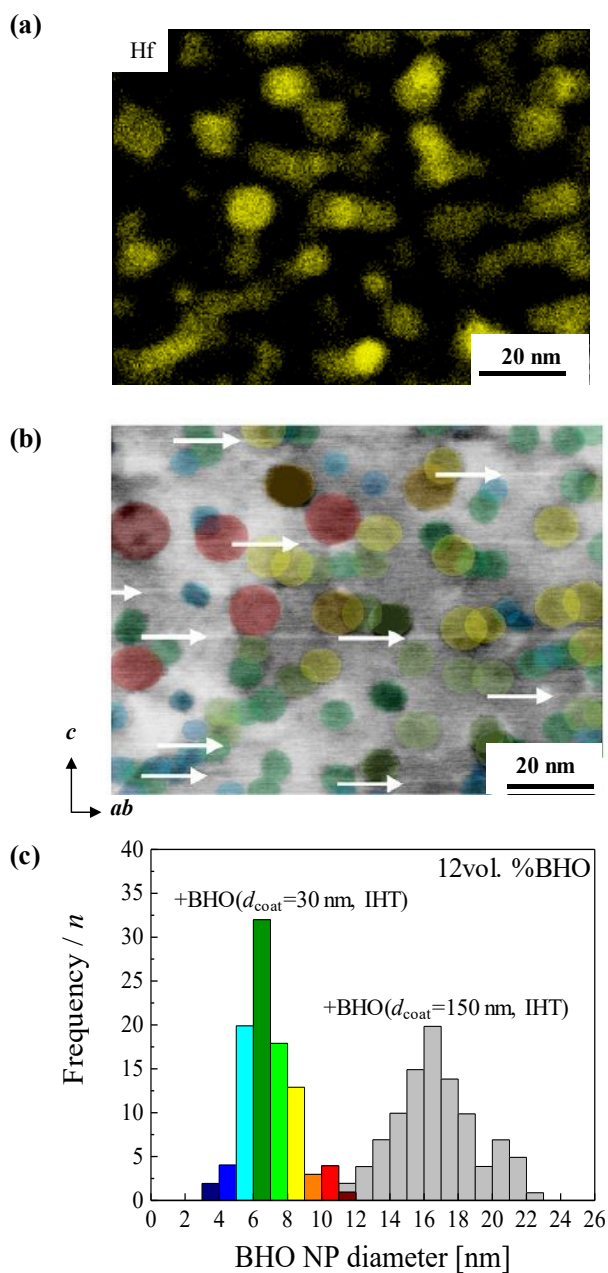 (a)
Hf
20 nm
(b)
20 nm
c
ab
(c)
40
35
30
25
20
15
10
5
0
Frequency / n
12vol. %BHO
+BHO(dcoat=30 nm, IHT)
+BHO(dcoat=150 nm, IHT)
0 2 4 6 8 10 12 14 16 18 20 22 24 26
BHO NP diameter [nm]